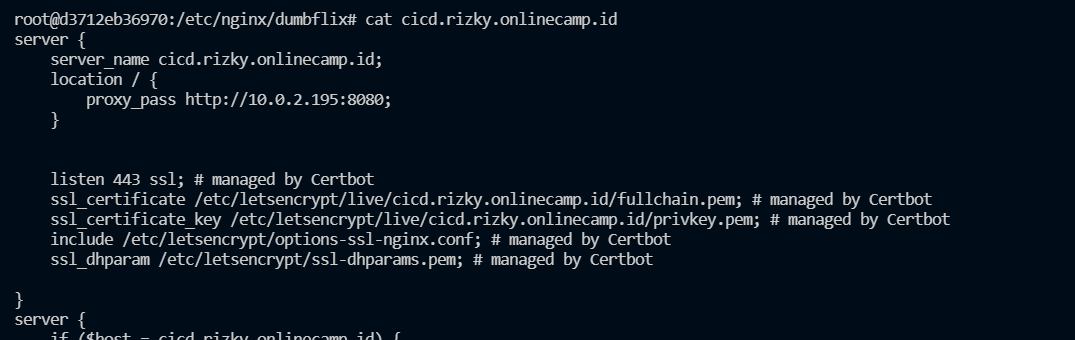 root@d3712eb36970:/etc/nginx/dumbflix# cat cicd.rizky.onlinecamp.id
server {
    server_name cicd.rizky.onlinecamp.id;
    location / {
        proxy_pass http://10.0.2.195:8080;
    }
    listen 443 ssl; # managed by Certbot
    ssl_certificate /etc/letsencrypt/live/cicd.rizky.onlinecamp.id/fullchain.pem; # managed by Certbot
    ssl_certificate_key /etc/letsencrypt/live/cicd.rizky.onlinecamp.id/privkey.pem; # managed by Certbot
    include /etc/letsencrypt/options-ssl-nginx.conf; # managed by Certbot
    ssl_dhparam /etc/letsencrypt/ssl-dhparams.pem; # managed by Certbot
}
server {
    if ($host = cicd.rizky.onlinecamp.id) {